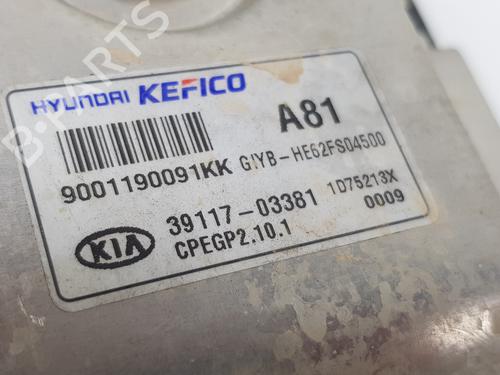 HYUNDAI KEFICO
A81
9001190091KK G!YB-HE62FS04500
39117-03381 1D75213X
KIA CPEGP2.10.1 0009
B-PARTS